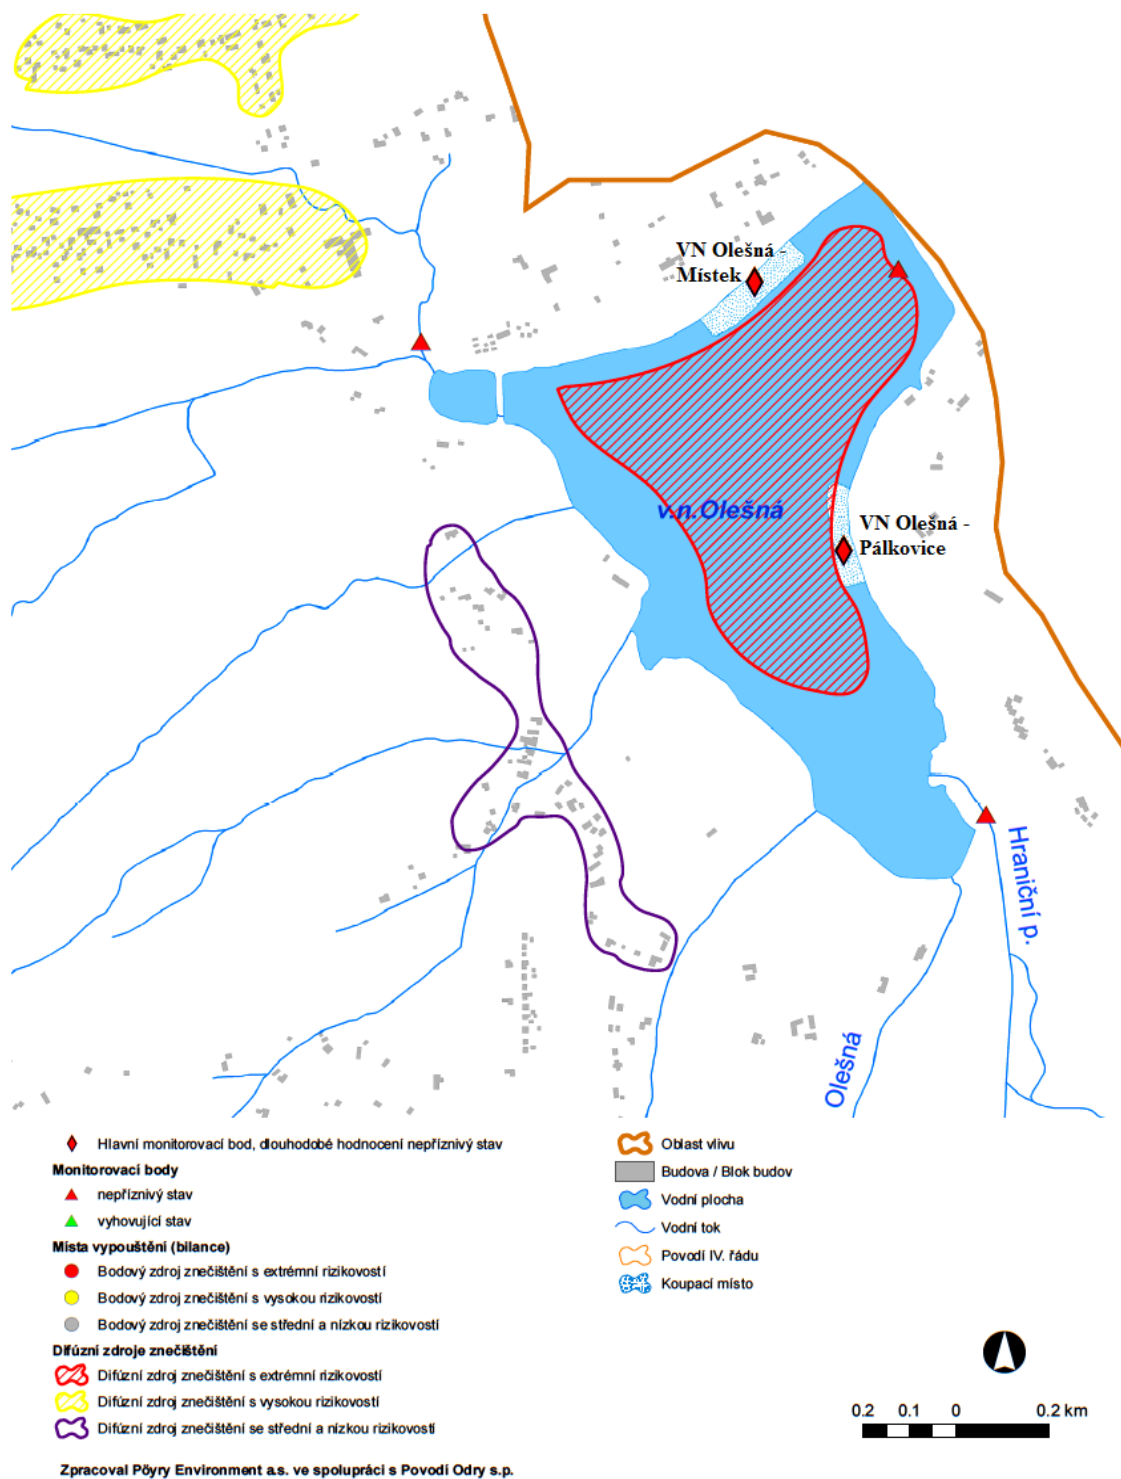 VN Olešná -
Místek
v.n.Olešná
VN Olešná -
Pálkovice
Hraniční p.
Olešná
Hlavní monitorovací bod, dlouhodobé hodnocení nepříznivý stav
Monitorovací body
nepříznivý stav
vyhovující stav
Místa vypouštění (bilance)
Bodový zdroj znečištění s extrémní rizikovostí
Bodový zdroj znečištění s vysokou rizikovostí
Bodový zdroj znečištění se střední a nízkou rizikovostí
Difúzní zdroje znečištění
Difúzní zdroj znečištění s extrémní rizikovostí
Difúzní zdroj znečištění s vysokou rizikovostí
Difúzní zdroj znečištění se střední a nízkou rizikovostí
Oblast vlivu
Budova / Blok budov
Vodní plocha
Vodní tok
Povodí IV. řádu
Koupací místo
0.2 0.1 0 0.2 km
Zpracoval Pöyry Environment a.s. ve spolupráci s Povodí Odry s.p.